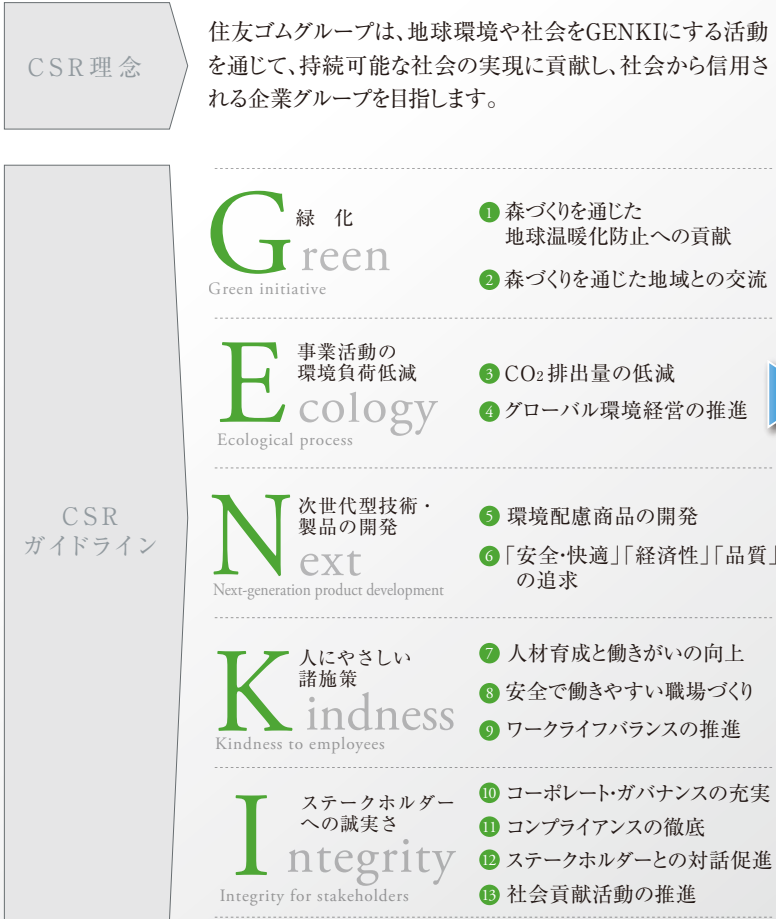 CSR理念
住友ゴムグループは、地球環境や社会をGENKIにする活動
を通じて、持続可能な社会の実現に貢献し、社会から信用さ
れる企業グループを目指します。
CSR
ガイドライン
緑 化
Green
Green initiative
1 森づくりを通じた
地球温暖化防止への貢献
2 森づくりを通じた地域との交流
事業活動の
環境負荷低減
Ecology
Ecological process
3 CO2排出量の低減
4 グローバル環境経営の推進
次世代型技術・
製品の開発
Next
Next-generation product development
5 環境配慮商品の開発
6 「安全・快適」「経済性」「品質」
の追求
人にやさしい
諸施策
Kindness
Kindness to employees
7 人材育成と働きがいの向上
8 安全で働きやすい職場づくり
9 ワークライフバランスの推進
ステークホルダー
への誠実さ
Integrity
Integrity for stakeholders
10 コーポレート・ガバナンスの充実
11 コンプライアンスの徹底
12 ステークホルダーとの対話促進
13 社会貢献活動の推進